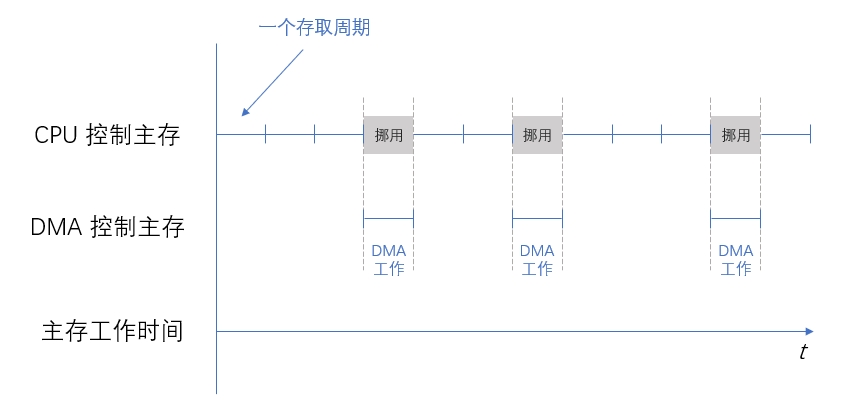 一个存取周期
CPU 控制主存
挪用
挪用
挪用
DMA 控制主存
DMA
工作
DMA
工作
DMA
工作
主存工作时间
t